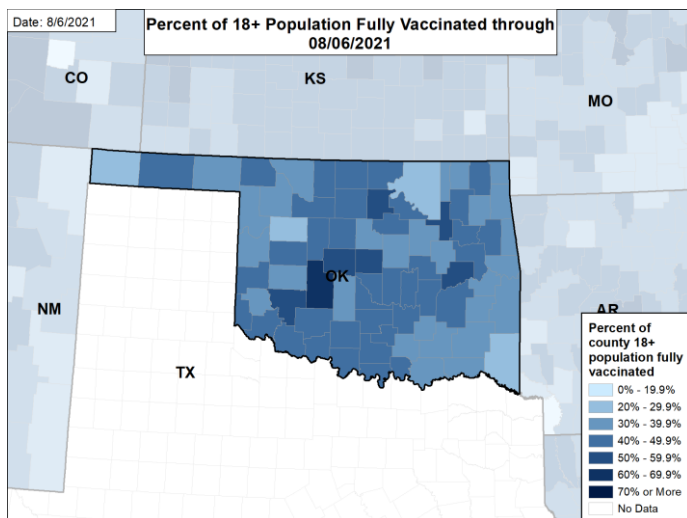 Date: 8/6/2021
Percent of 18+ Population Fully Vaccinated through
08/06/2021
CO
KS
MO
OK
NM
AR
TX
Percent of
county 18+
population fully
vaccinated
0% - 19.9%
20% - 29.9%
30% - 39.9%
40% - 49.9%
50% - 59.9%
60% - 69.9%
70% or More
No Data